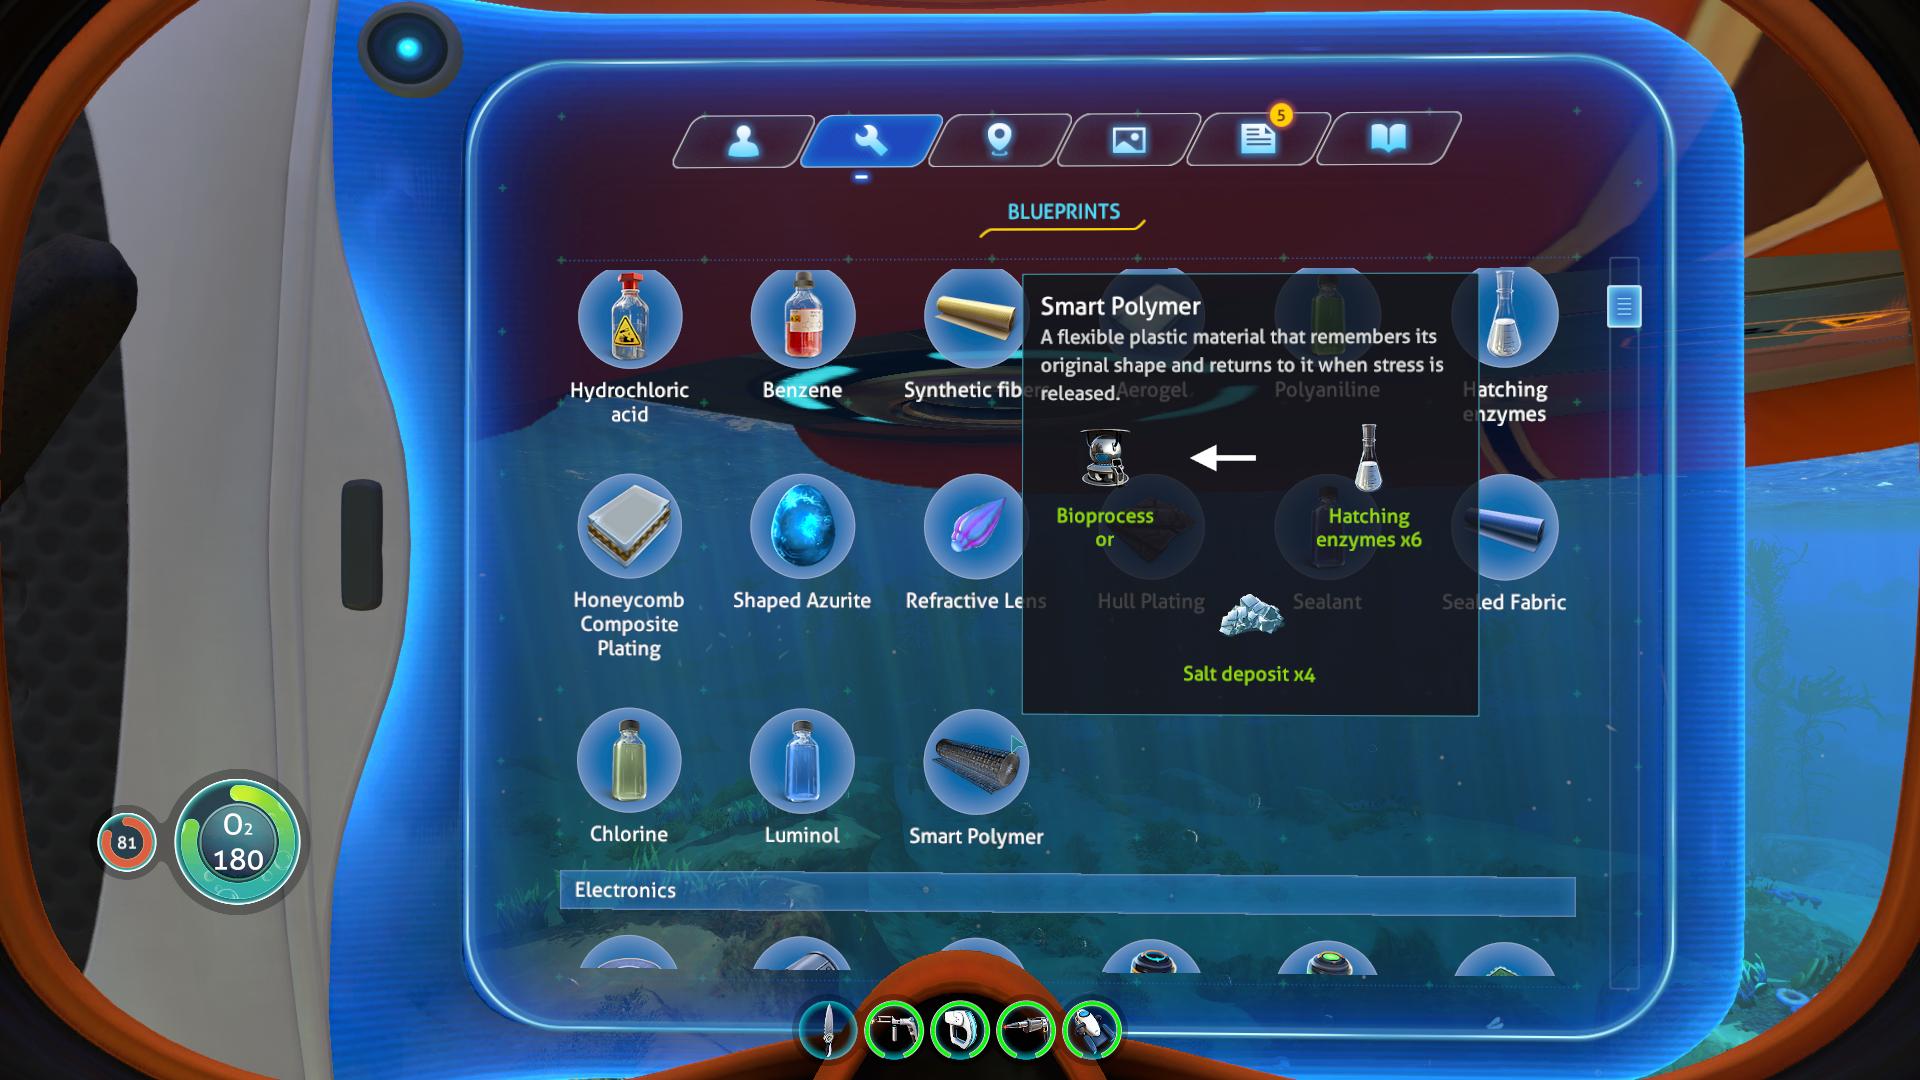 5
BLUEPRINTS
Hydrochloric
acid
Benzene
Synthetic fibers
Aerogel
Polyaniline
Hatching
enzymes
Smart Polymer
A flexible plastic material that remembers its
original shape and returns to it when stress is
released.
Bioprocess
or
Hatching
enzymes x6
Salt deposit x4
Honeycomb
Composite
Plating
Shaped Azurite
Refractive Lens
Hull Plating
Sealant
Sealed Fabric
Chlorine
Luminol
Smart Polymer
Electronics
81
O₂
180